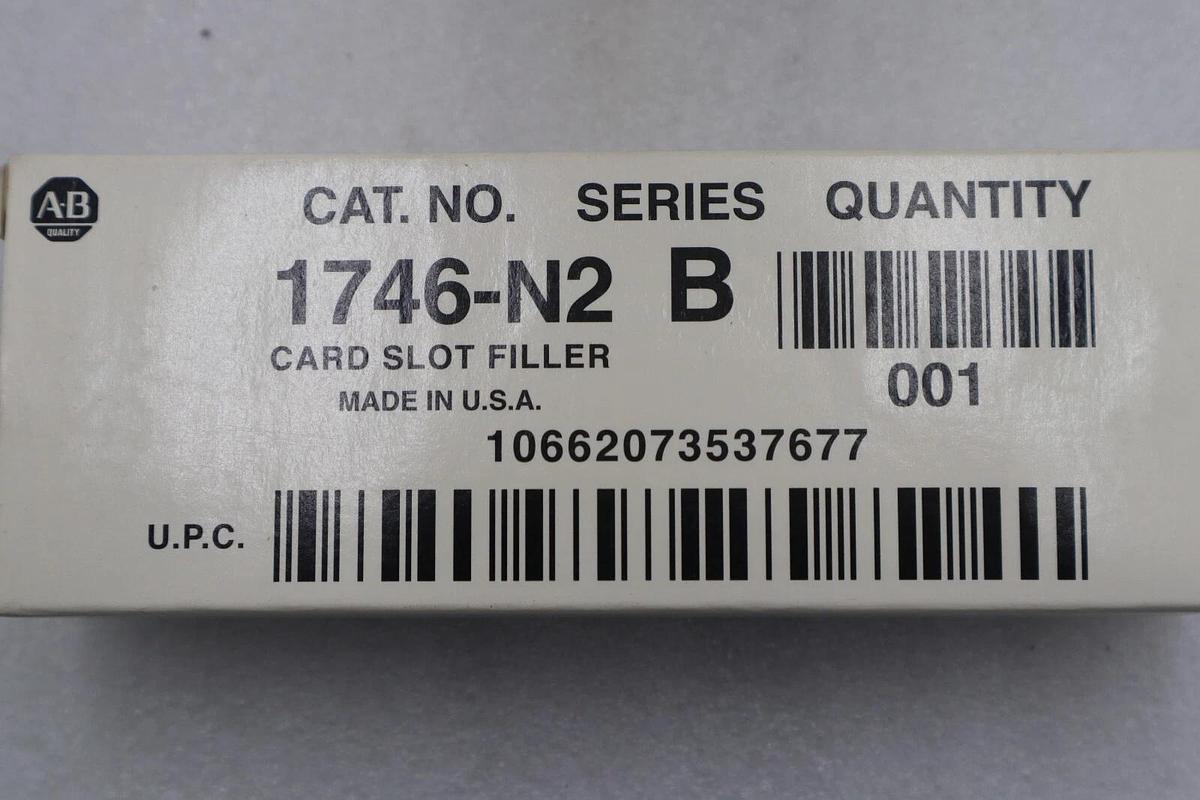 A-B
QUALITY
CAT. NO. SERIES QUANTITY
1746-N2 B
CARD SLOT FILLER
MADE IN U.S.A.
001
10662073537677
U.P.C.